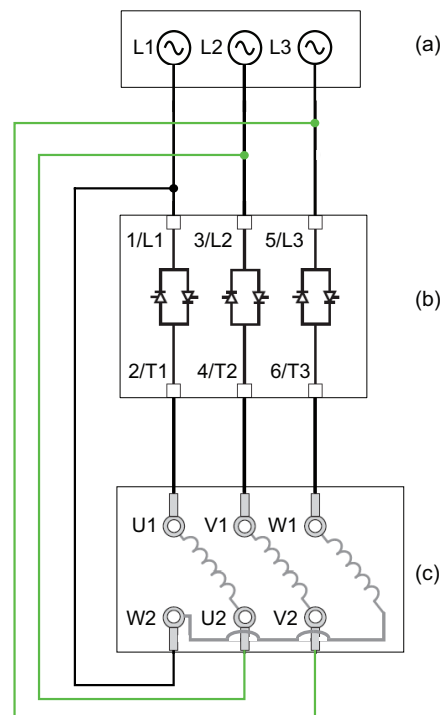 L1 L2 L3 (a)
1/L1 3/L2 5/L3
(b)
2/T1 4/T2 6/T3
U1 V1 W1
(c)
W2 U2 V2